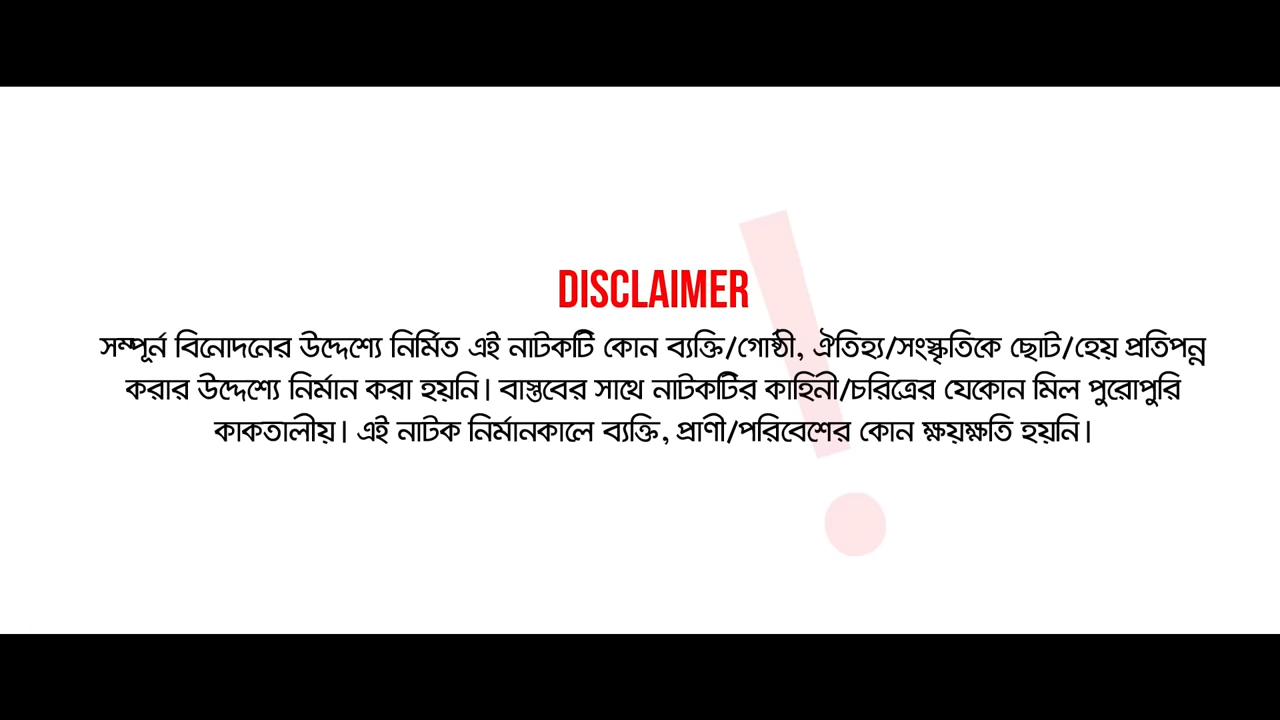 DISCLAIMER
সম্পূর্ন বিনোদনের উদ্দেশ্যে নির্মিত এই নাটকটি কোন ব্যক্তি/গোষ্ঠী, ঐতিহ্য/সংস্কৃতিকে ছোট/হেয় প্রতিপন্ন
করার উদ্দেশ্যে নির্মান করা হয়নি। বাস্তবের সাথে নাটকটির কাহিনী/চরিত্রের যেকোন মিল পুরোপুরি
কাকতালীয়। এই নাটক নির্মানকালে ব্যক্তি, প্রাণী/পরিবেশের কোন ক্ষয়ক্ষতি হয়নি।